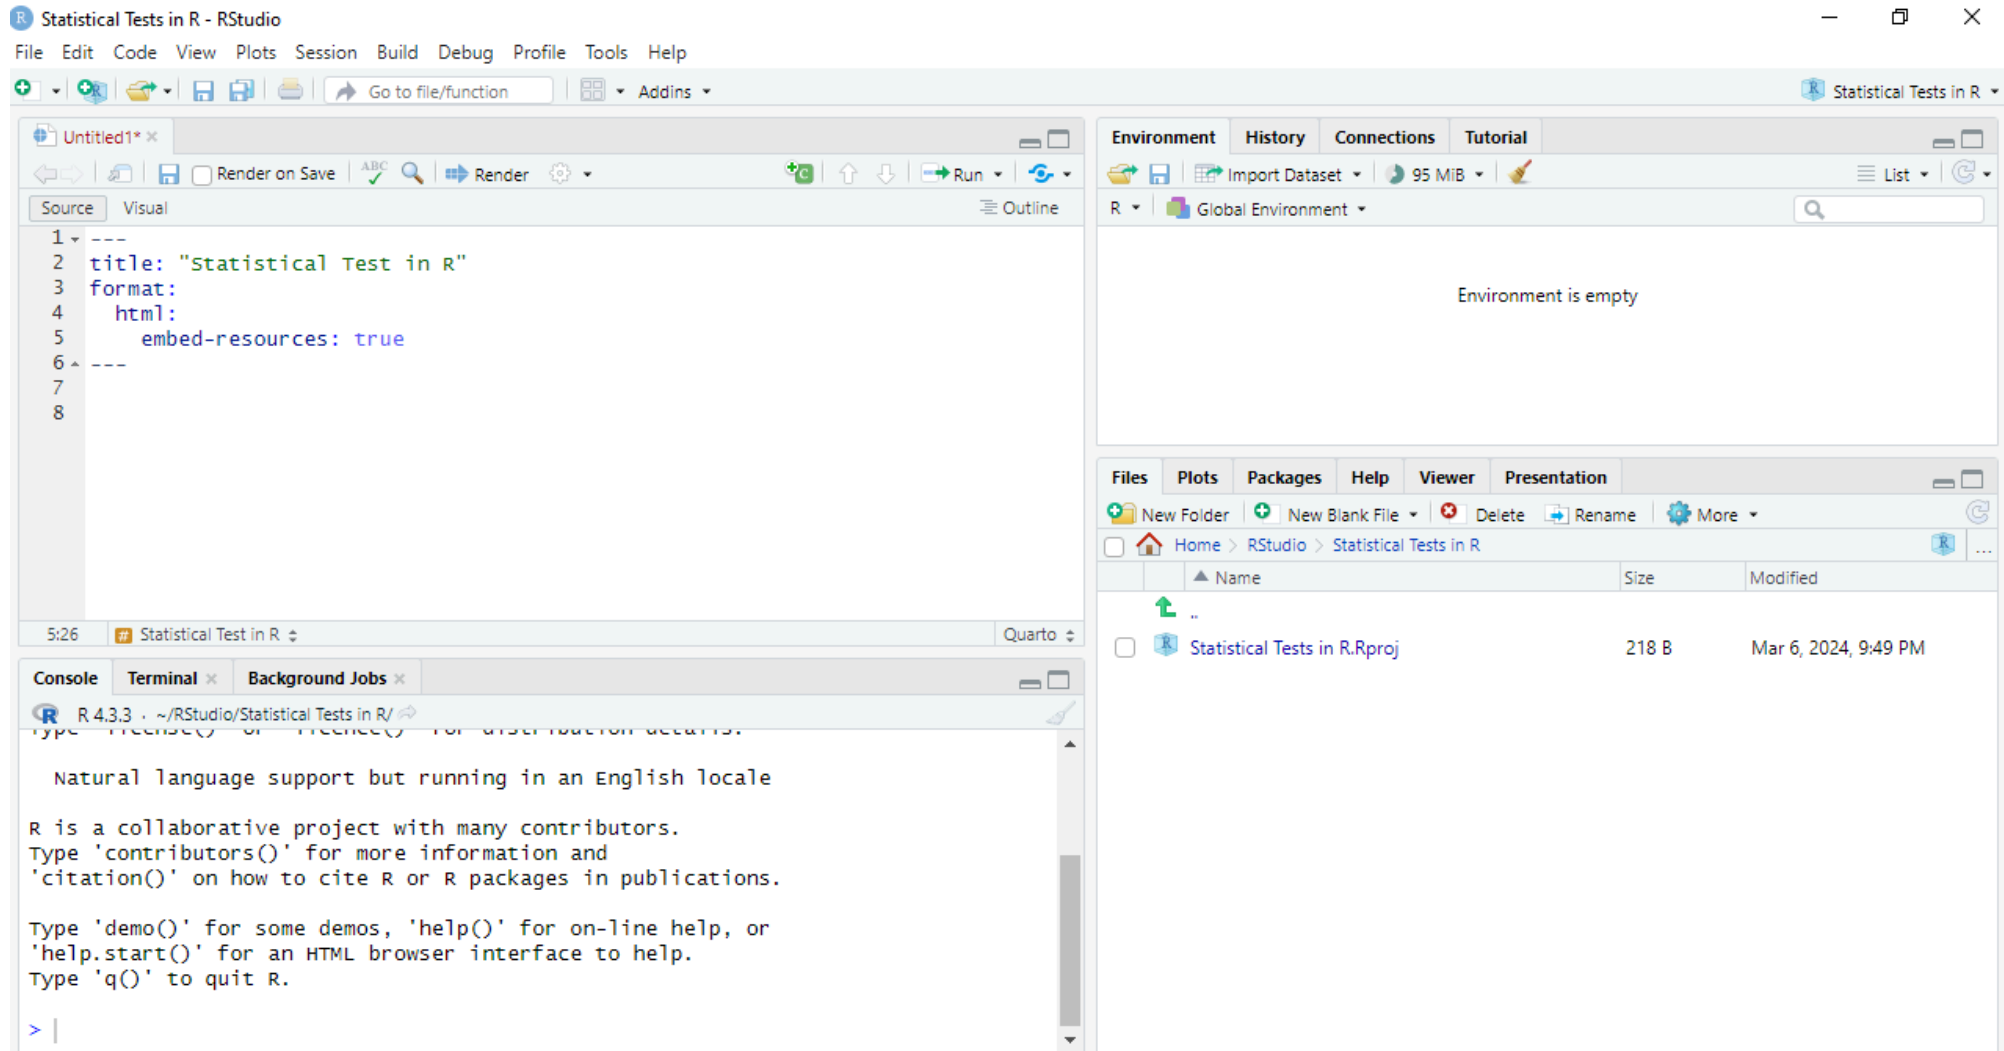 Statistical Tests in R - RStudio
File Edit Code View Plots Session Build Debug Profile Tools Help
Go to file/function Addins Statistical Tests in R
Untitled1*
Render on Save ABC Render Run
Source Visual Outline
1 ---
2 title: "Statistical Test in R"
3 format:
4 html:
5 embed-resources: true
6 ---
7
8
5:26 # Statistical Test in R Quarto
Console Terminal Background Jobs
R 4.3.3 · ~/RStudio/Statistical Tests in R/
Type 'license()' or 'licence()' for distribution details.
Natural language support but running in an English locale
R is a collaborative project with many contributors.
Type 'contributors()' for more information and
'citation()' on how to cite R or R packages in publications.
Type 'demo()' for some demos, 'help()' for on-line help, or
'help.start()' for an HTML browser interface to help.
Type 'q()' to quit R.
>
Environment History Connections Tutorial
Import Dataset 95 MiB List
R Global Environment
Environment is empty
Files Plots Packages Help Viewer Presentation
New Folder New Blank File Delete Rename More
Home > RStudio > Statistical Tests in R ...
Name Size Modified
..
Statistical Tests in R.Rproj 218 B Mar 6, 2024, 9:49 PM